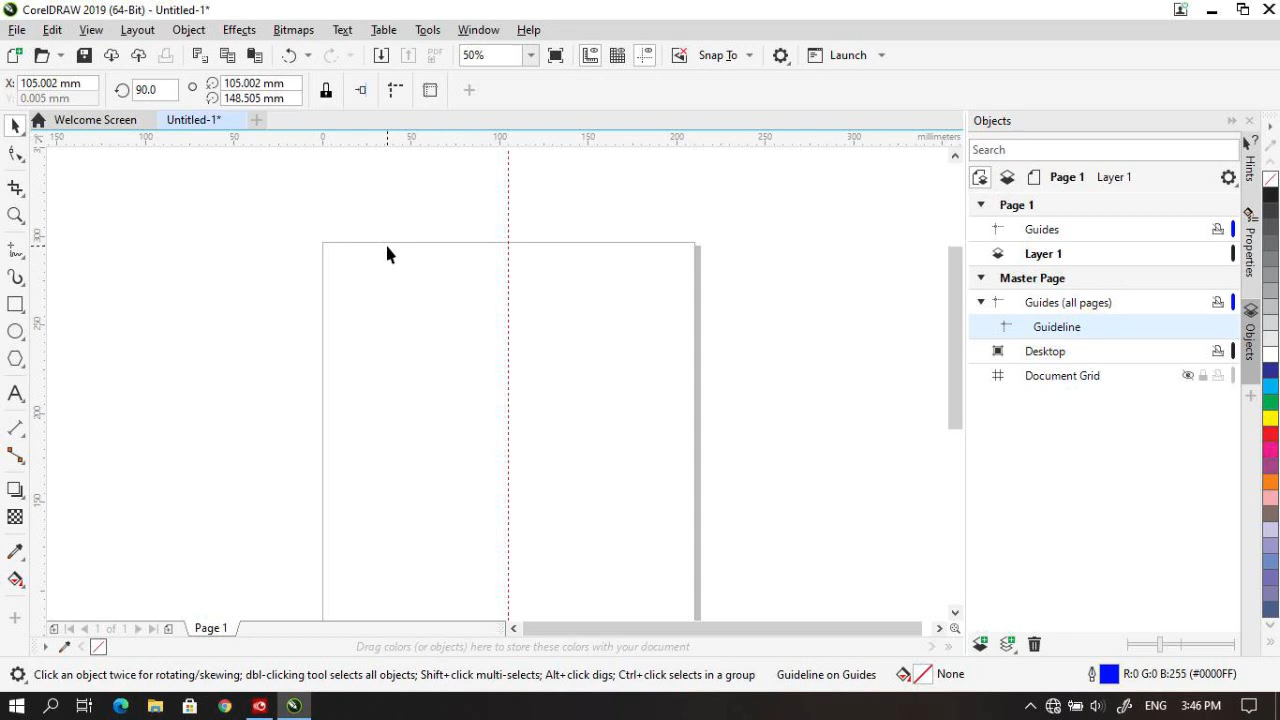 CorelDRAW 2019 (64-Bit) - Untitled-1*
File Edit View Layout Object Effects Bitmaps Text Table Tools Window Help
PDF 50% Snap To Launch
X: 105.002 mm 90.0 105.002 mm
Y: 0.005 mm 148.505 mm
Welcome Screen Untitled-1* Objects
150 100 50 0 50 100 150 200 250 300 millimeters
Search
Page 1 Layer 1
Page 1
Guides
Layer 1
Master Page
Guides (all pages)
Guideline
Desktop
Document Grid
Hints
Properties
Objects
300
250
200
150
1 of 1 Page 1
Drag colors (or objects) here to store these colors with your document
Click an object twice for rotating/skewing; dbl-clicking tool selects all objects; Shift+click multi-selects; Alt+click digs; Ctrl+click selects in a group Guideline on Guides None R:0 G:0 B:255 (#0000FF)
ENG 3:46 PM